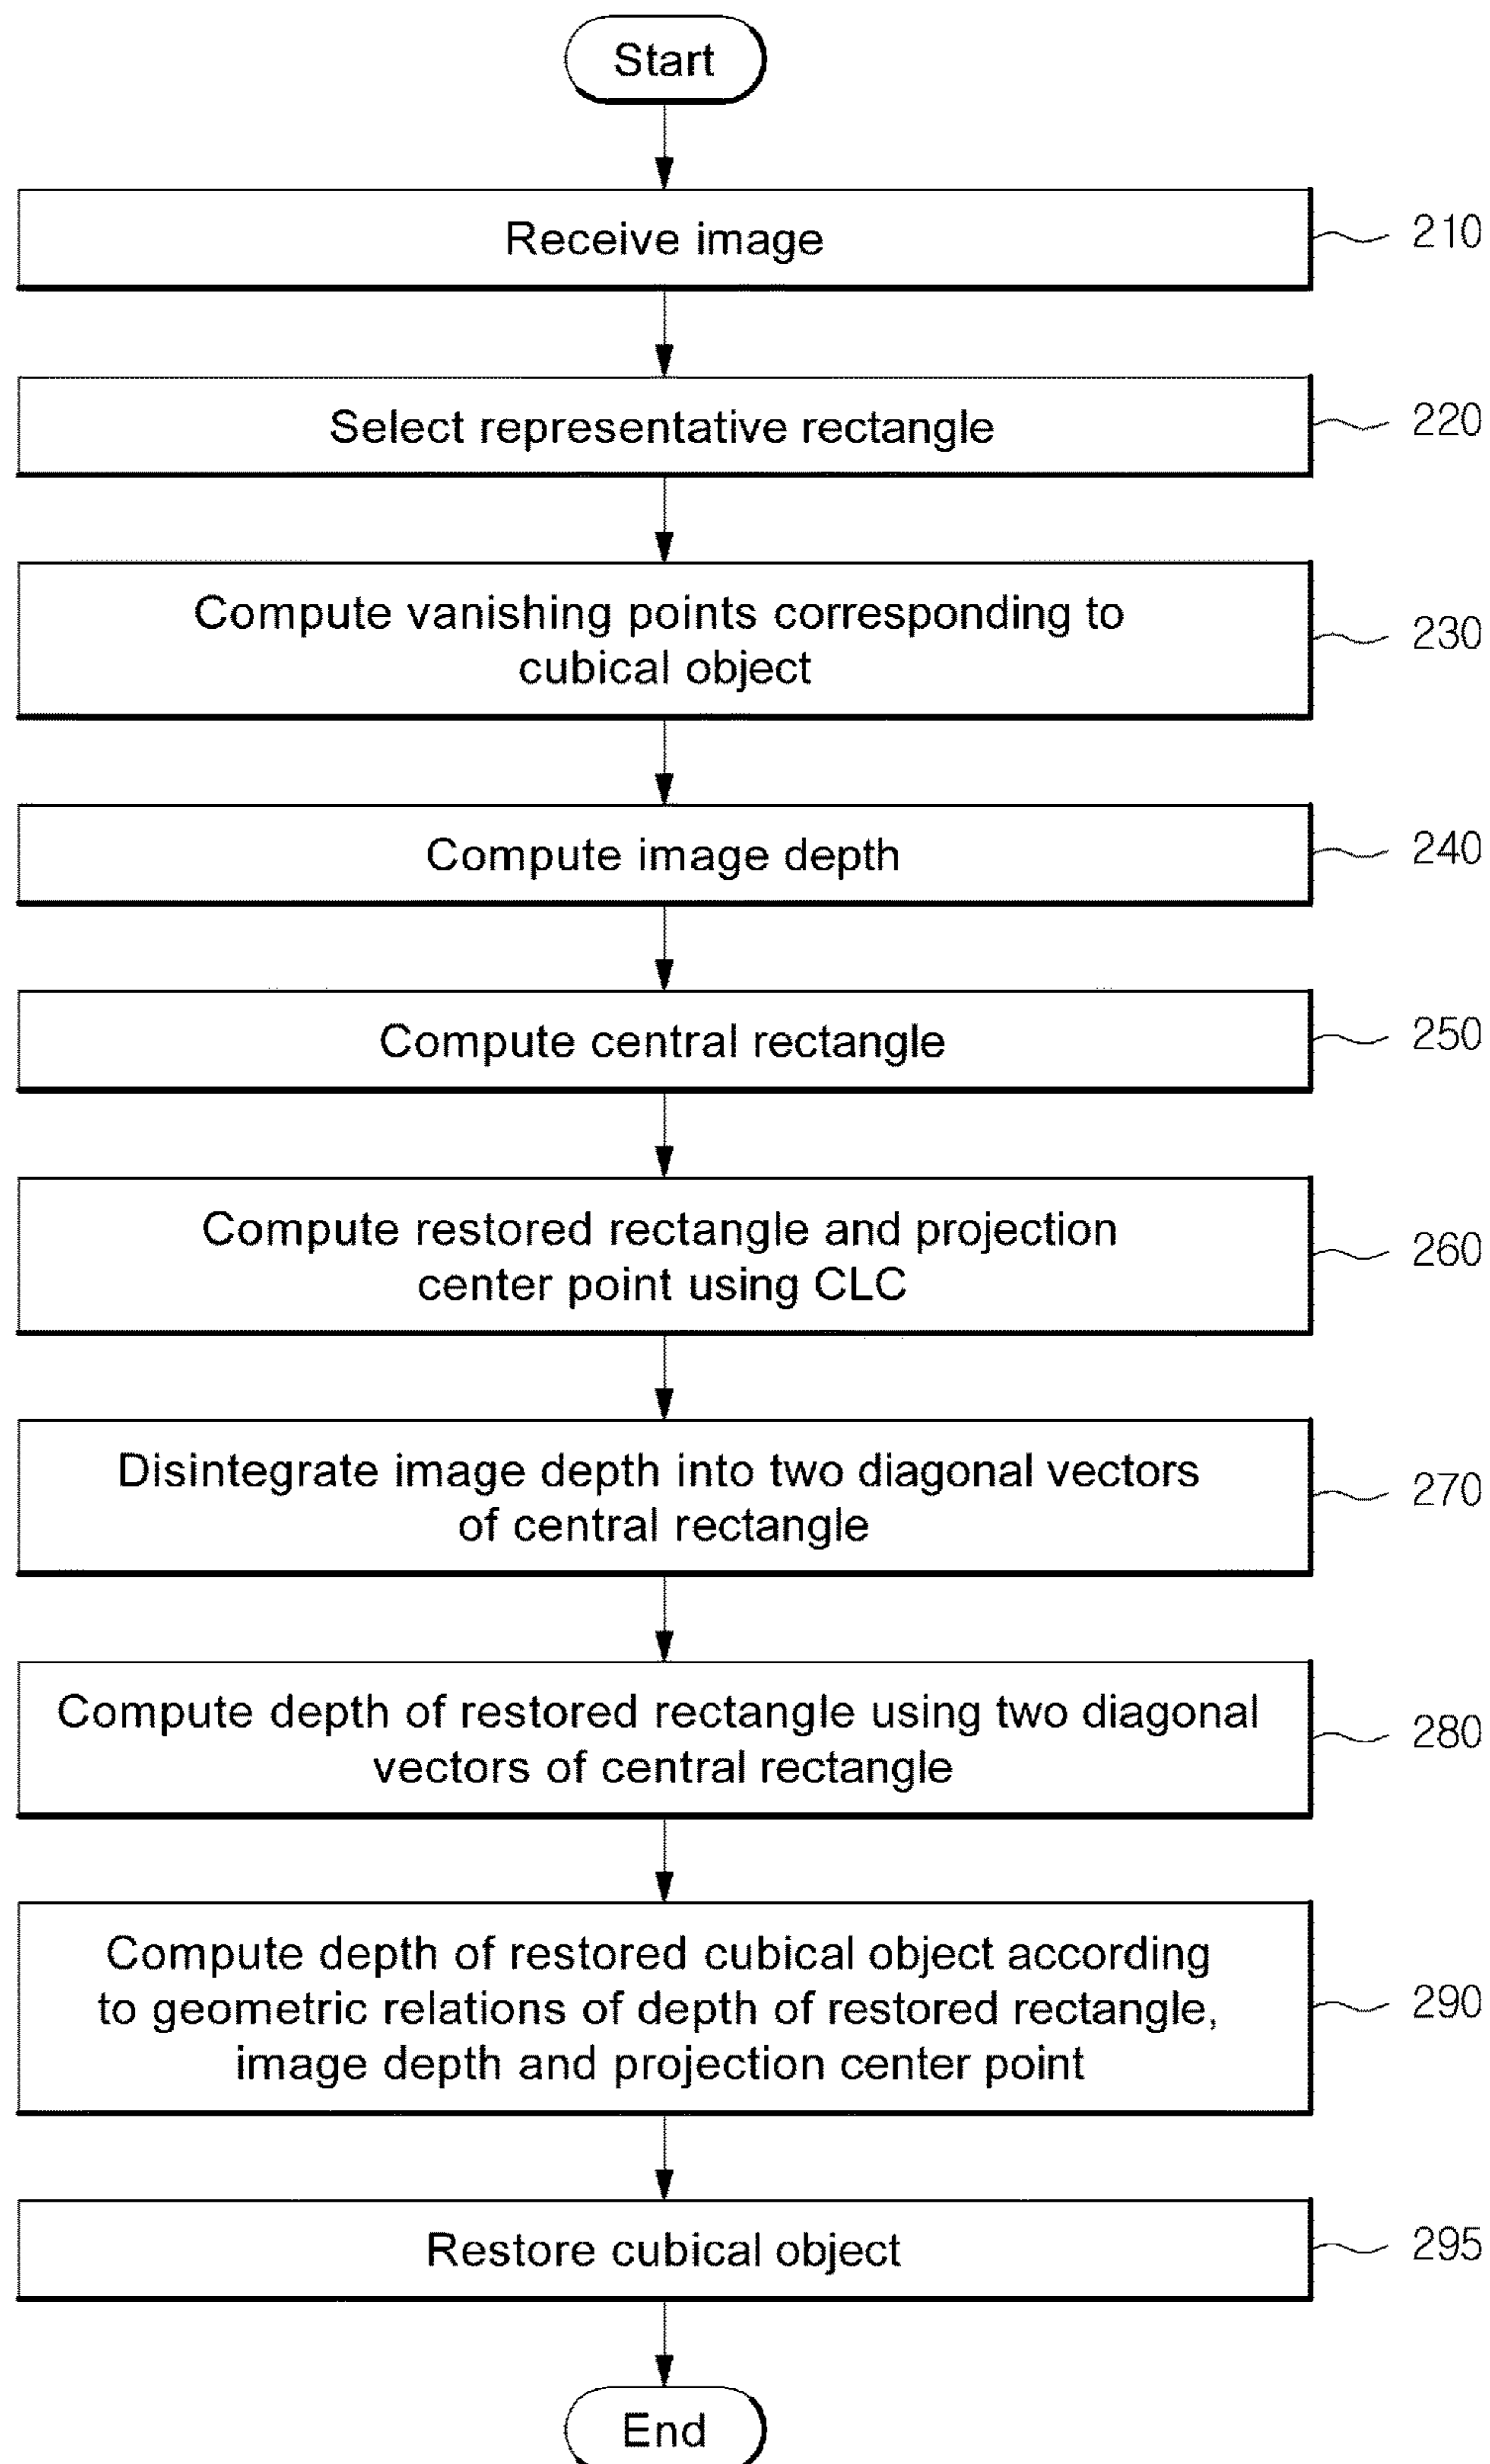 Start
Receive image
210
Select representative rectangle
220
Compute vanishing points corresponding to
cubical object
230
Compute image depth
240
Compute central rectangle
250
Compute restored rectangle and projection
center point using CLC
260
Disintegrate image depth into two diagonal vectors
of central rectangle
270
Compute depth of restored rectangle using two diagonal
vectors of central rectangle
280
Compute depth of restored cubical object according
to geometric relations of depth of restored rectangle,
image depth and projection center point
290
Restore cubical object
295
End